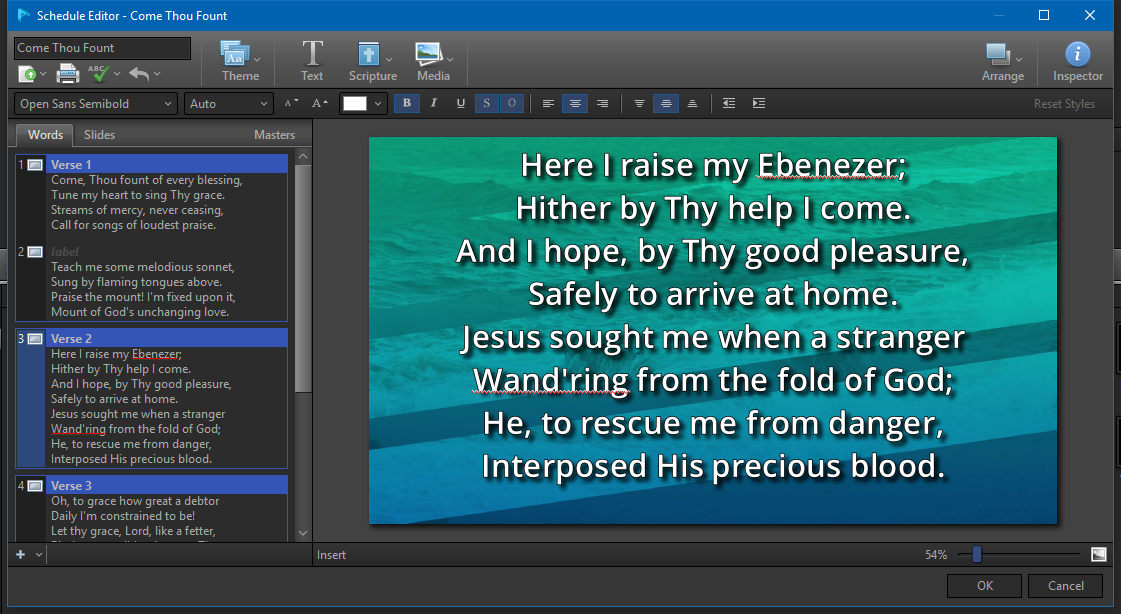 Schedule Editor - Come Thou Fount
Come Thou Fount
ABC
Aa
Theme
T
Text
Scripture
Media
Arrange
i
Inspector
Open Sans Semibold
Auto
A
A
B
I
U
S
O
Reset Styles
Words
Slides
Masters
1
Verse 1
Come, Thou fount of every blessing,
Tune my heart to sing Thy grace.
Streams of mercy, never ceasing,
Call for songs of loudest praise.
2
label
Teach me some melodious sonnet,
Sung by flaming tongues above.
Praise the mount! I'm fixed upon it,
Mount of God's unchanging love.
3
Verse 2
Here I raise my Ebenezer;
Hither by Thy help I come.
And I hope, by Thy good pleasure,
Safely to arrive at home.
Jesus sought me when a stranger
Wand'ring from the fold of God;
He, to rescue me from danger,
Interposed His precious blood.
4
Verse 3
Oh, to grace how great a debtor
Daily I'm constrained to be!
Let thy grace, Lord, like a fetter,
Here I raise my Ebenezer;
Hither by Thy help I come.
And I hope, by Thy good pleasure,
Safely to arrive at home.
Jesus sought me when a stranger
Wand'ring from the fold of God;
He, to rescue me from danger,
Interposed His precious blood.
Insert
54%
OK
Cancel